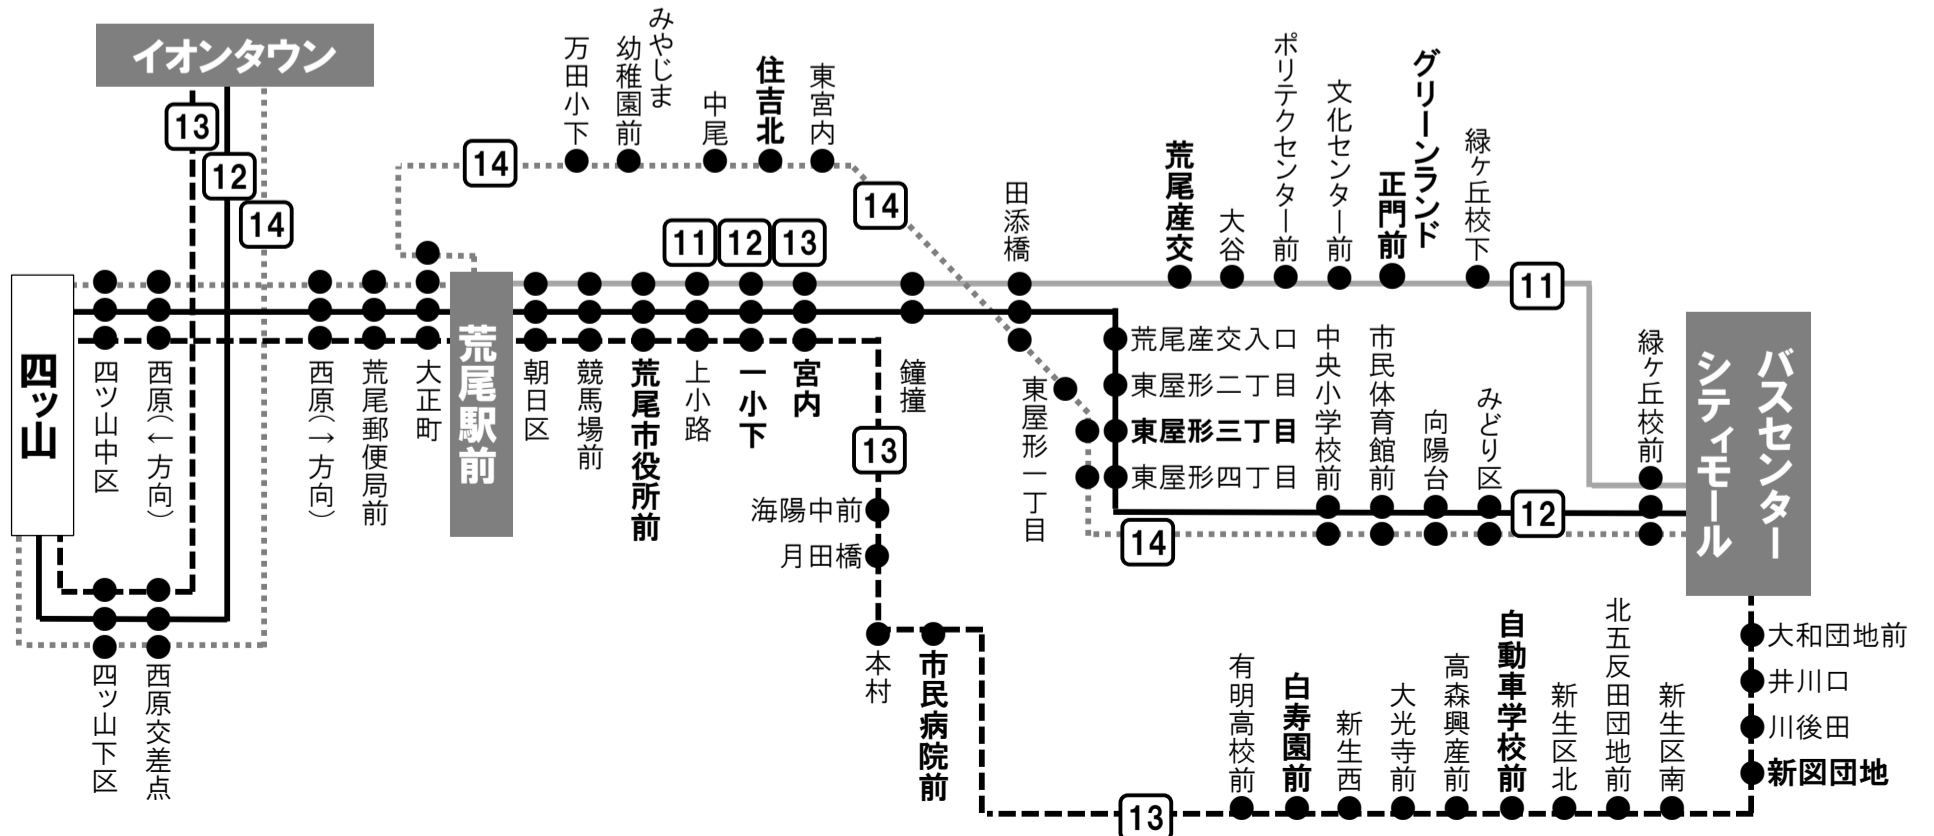 イオンタウン
13
12
14
四ッ山
四ッ山中区
西原(←方向)
西原(→方向)
荒尾郵便局前
大正町
四ッ山下区
西原交差点
荒尾駅前
14
万田小下
みやじま
幼稚園前
中尾
住吉北
東宮内
14
11
12
13
朝日区
競馬場前
荒尾市役所前
上小路
一小下
宮内
鐘撞
田添橋
13
海陽中前
月田橋
本村
市民病院前
荒尾産交
大谷
ポリテクセンター前
文化センター前
グリーンランド
正門前
緑ヶ丘校下
11
東屋形一丁目
荒尾産交入口
東屋形二丁目
東屋形三丁目
東屋形四丁目
14
中央小学校前
市民体育館前
向陽台
みどり区
12
緑ヶ丘校前
バスセンター
シティモール
13
有明高校前
白寿園前
新生西
大光寺前
高森興産前
自動車学校前
新生区北
北五反田団地前
新生区南
大和団地前
井川口
川後田
新図団地